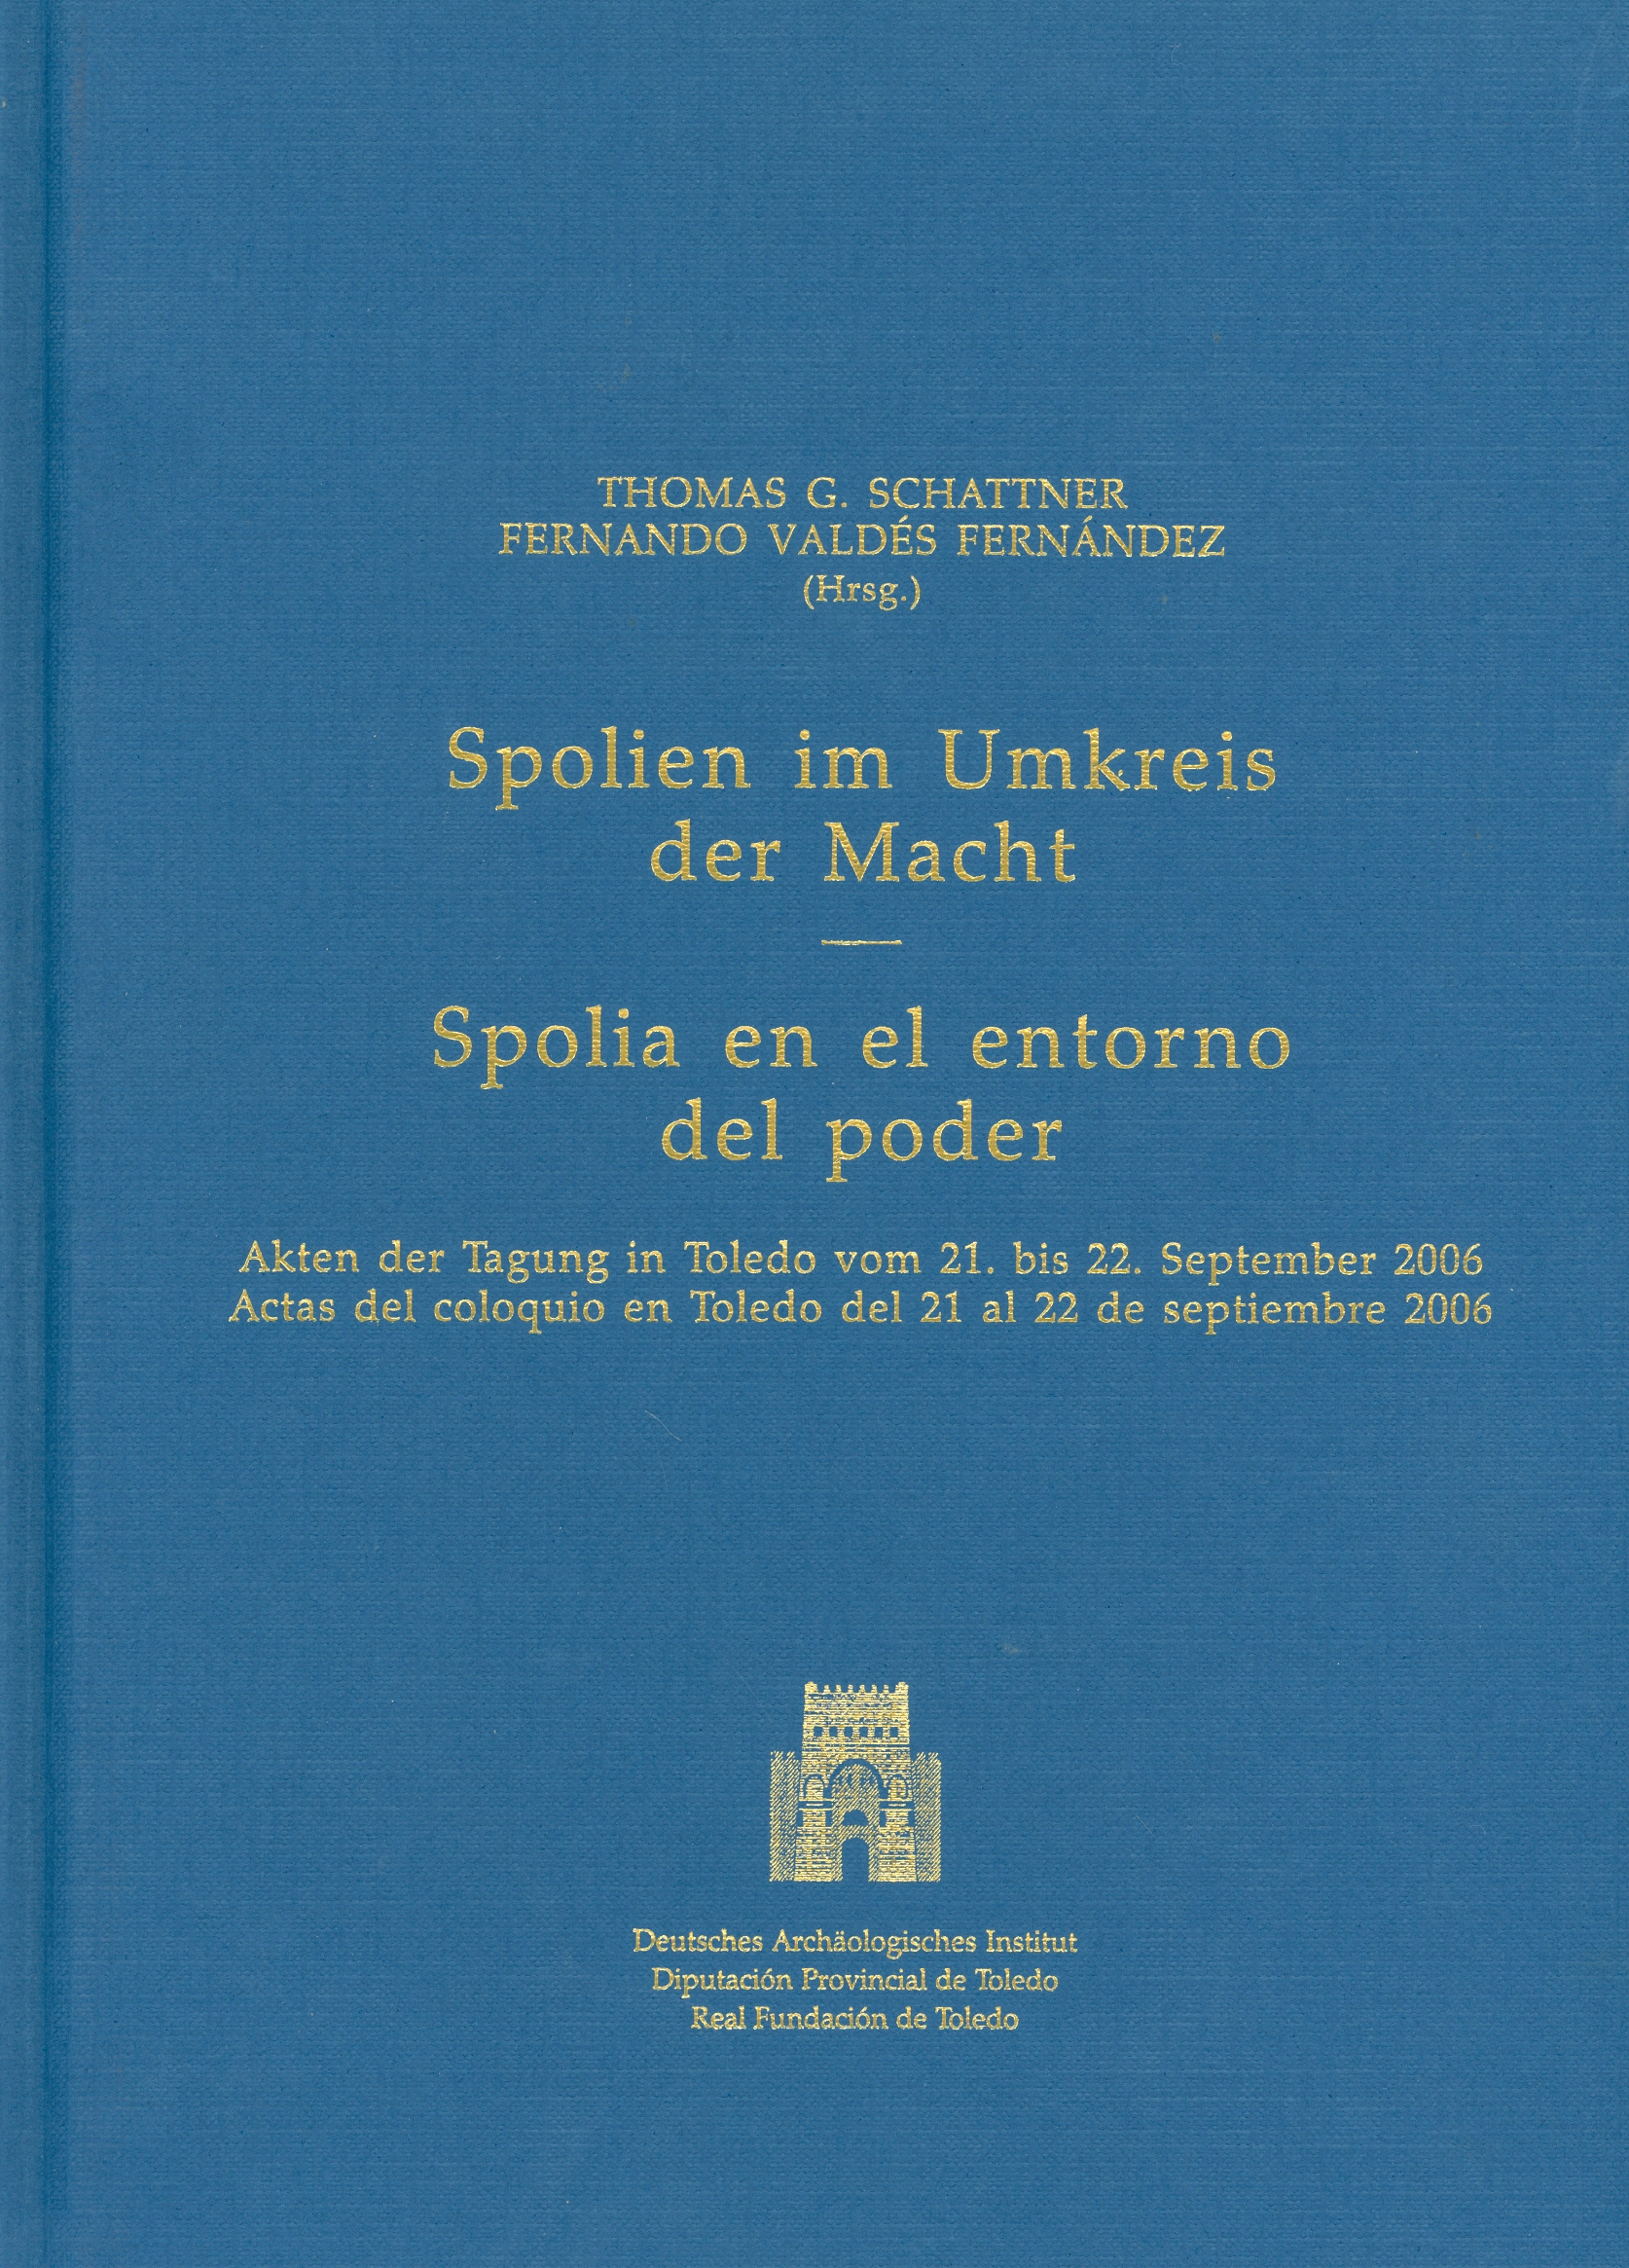 THOMAS G. SCHATTNER
FERNANDO VALDÉS FERNÁNDEZ
(Hrsg.)
Spolien im Umkreis
der Macht
Spolia en el entorno
del poder
Akten der Tagung in Toledo vom 21. bis 22. September 2006
Actas del coloquio en Toledo del 21 al 22 de septiembre 2006
Deutsches Archäologisches Institut
Diputación Provincial de Toledo
Real Fundación de Toledo